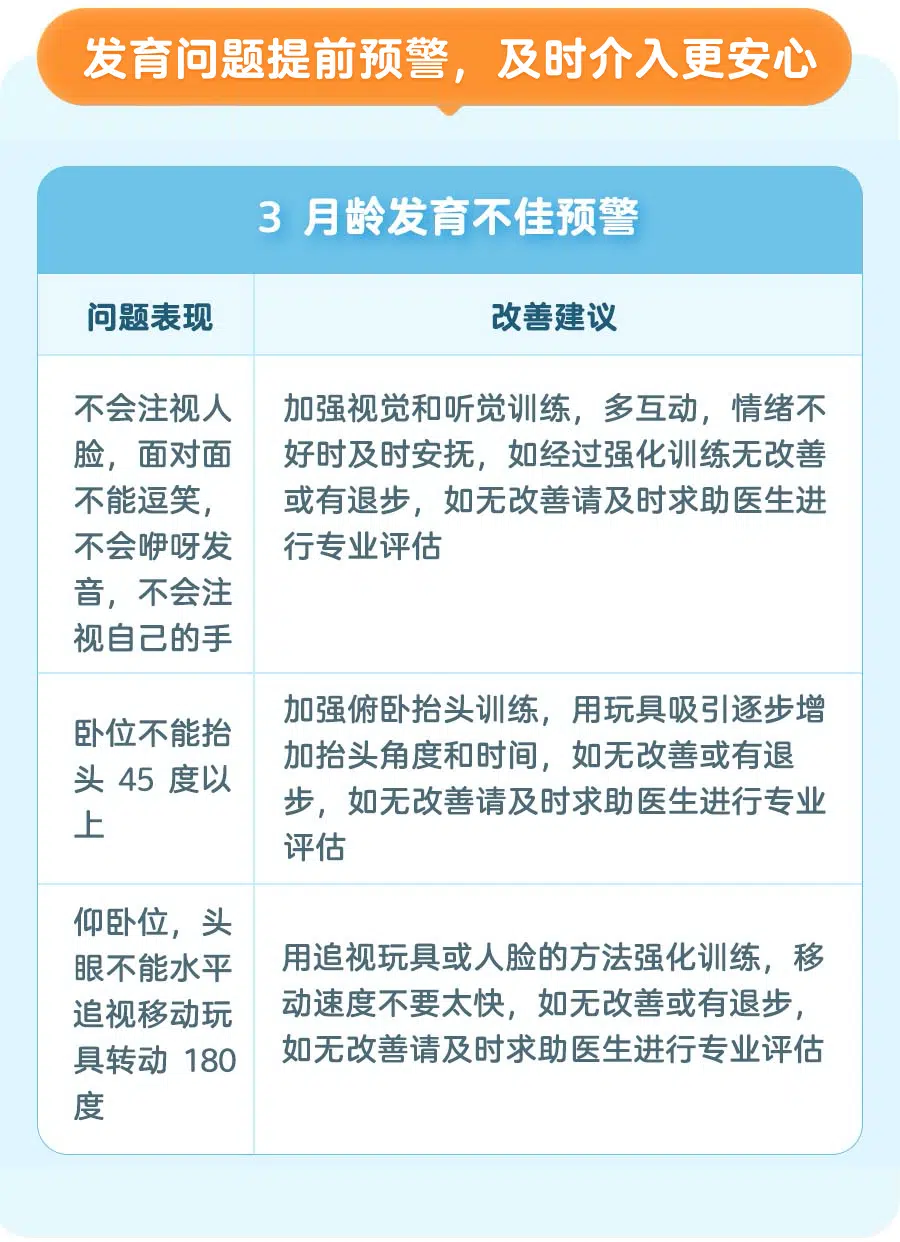 发育问题提前预警，及时介入更安心
3 月龄发育不佳预警
问题表现
改善建议
不会注视人
脸，面对面
不能逗笑，
不会咿呀发
音，不会注
视自己的手
加强视觉和听觉训练，多互动，情绪不
好时及时安抚，如经过强化训练无改善
或有退步，如无改善请及时求助医生进
行专业评估
卧位不能抬
头 45 度以
上
加强俯卧抬头训练，用玩具吸引逐步增
加抬头角度和时间，如无改善或有退
步，如无改善请及时求助医生进行专业
评估
仰卧位，头
眼不能水平
追视移动玩
具转动 180
度
用追视玩具或人脸的方法强化训练，移
动速度不要太快，如无改善或有退步，
如无改善请及时求助医生进行专业评估